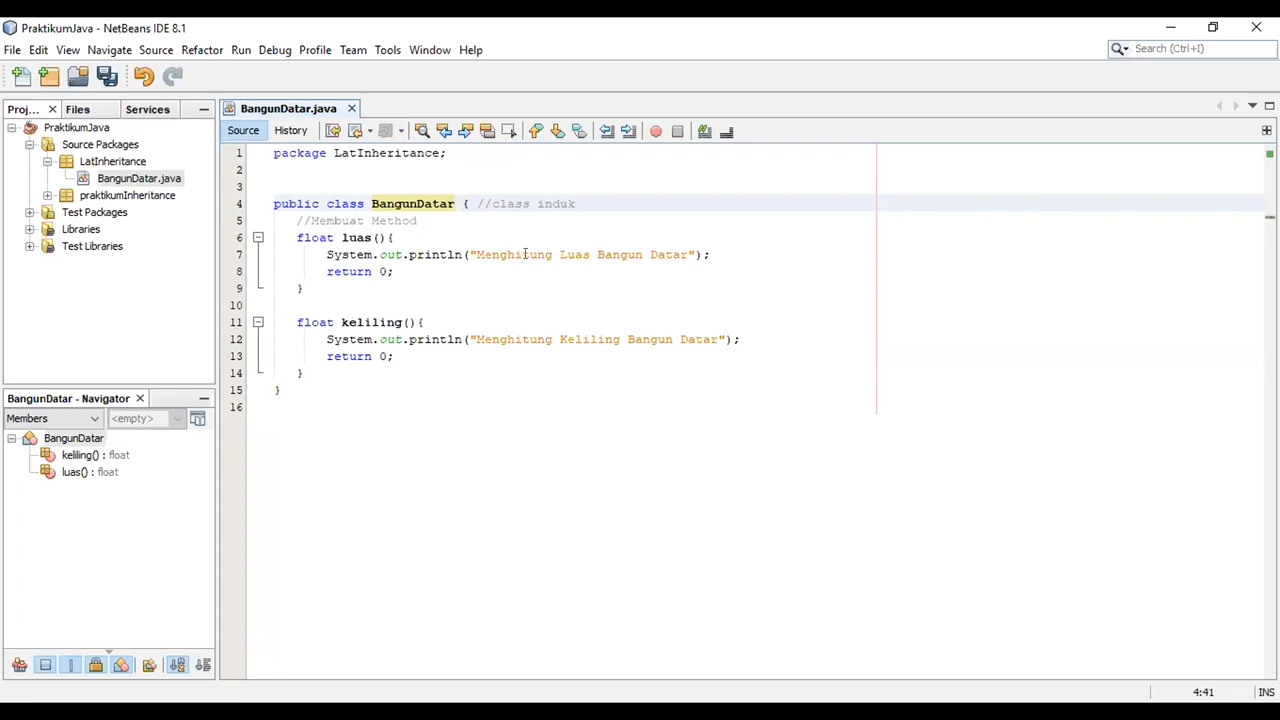 PraktikumJava - NetBeans IDE 8.1
File Edit View Navigate Source Refactor Run Debug Profile Team Tools Window Help
Search (Ctrl+I)
Proj... Files Services
PraktikumJava
Source Packages
LatInheritance
BangunDatar.java
praktikumInheritance
Test Packages
Libraries
Test Libraries
BangunDatar - Navigator
Members <empty>
BangunDatar
keliling() : float
luas() : float
BangunDatar.java
Source History
1 package LatInheritance;
2
3
4 public class BangunDatar { //class induk
5 //Membuat Method
6 float luas(){
7 System.out.println("Menghitung Luas Bangun Datar");
8 return 0;
9 }
10
11 float keliling(){
12 System.out.println("Menghitung Keliling Bangun Datar");
13 return 0;
14 }
15 }
16
4:41 INS